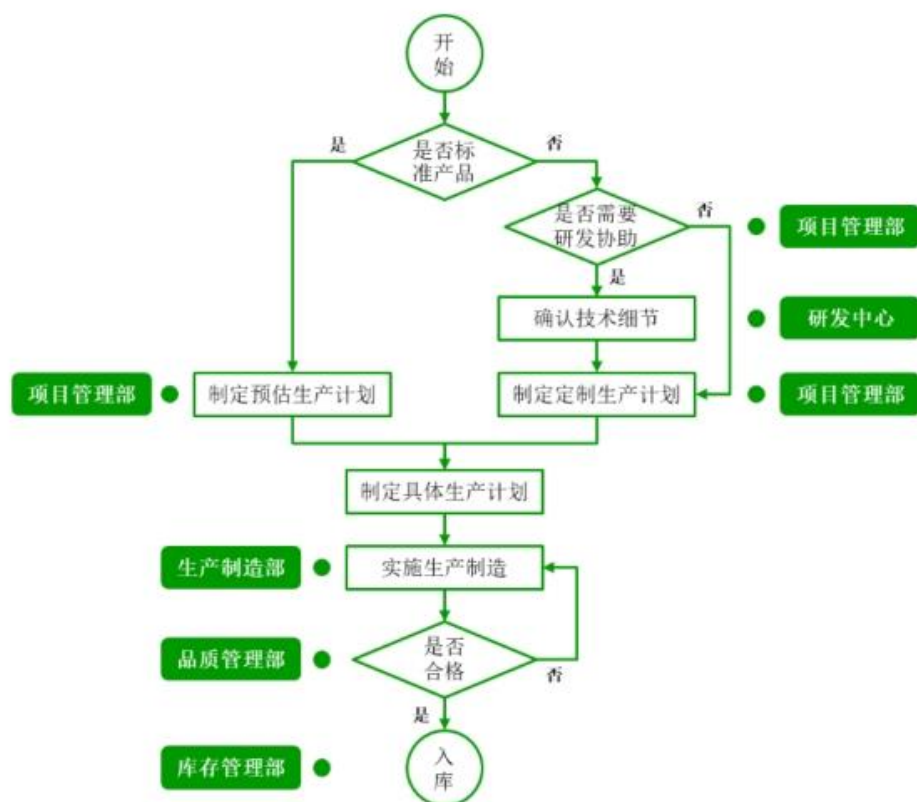 开
始
是
否
是否标
准产品
是否需要
研发协助
否
项目管理部
是
确认技术细节
研发中心
项目管理部
制定预估生产计划
制定定制生产计划
项目管理部
制定具体生产计划
生产制造部
实施生产制造
品质管理部
是否
合格
否
是
库存管理部
入
库